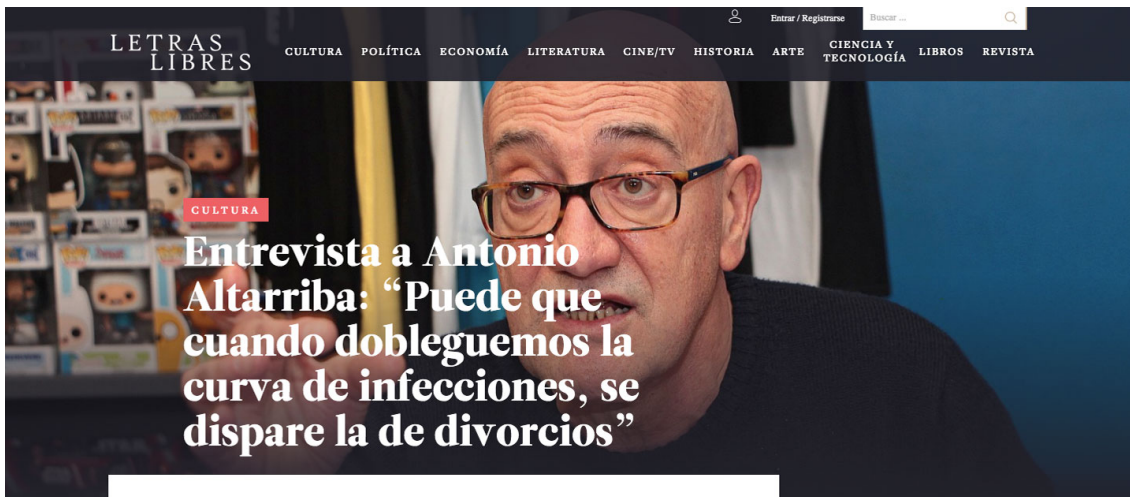 Entrar / Registrarse
Buscar ...
LETRAS
LIBRES
CULTURA POLÍTICA ECONOMÍA LITERATURA CINE/TV HISTORIA ARTE CIENCIA Y TECNOLOGÍA LIBROS REVISTA
CULTURA
Entrevista a Antonio
Altarriba: “Puede que
cuando dobleguemos la
curva de infecciones, se
dispare la de divorcios”